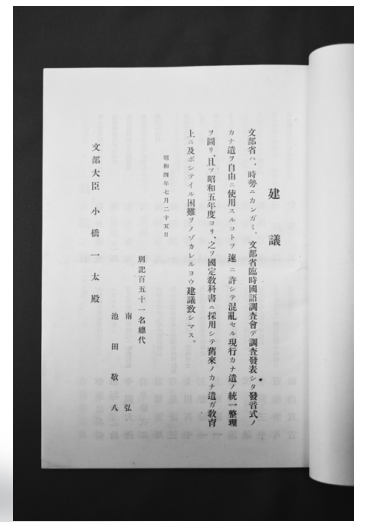 建議
文部省ハ、時勢ニカンガミ、文部省臨時國語調査會デ調査發表シタ發音式ノ
カナ遣ヲ自由ニ使用スルコトヲ速ニ許シテ混亂セル現行カナ遣ノ統一整理
ヲ圖リ、且ツ昭和五年度ヨリ、之ヲ國定敎科書ニ採用シテ舊來ノカナ遣ガ敎育
上ニ及ボシテイル困難ヲノゾカレルヨウ建議致シマス。
昭和四年七月二十五日
別記百五十一名總代
南弘
池田敬八
文部大臣 小橋一太殿